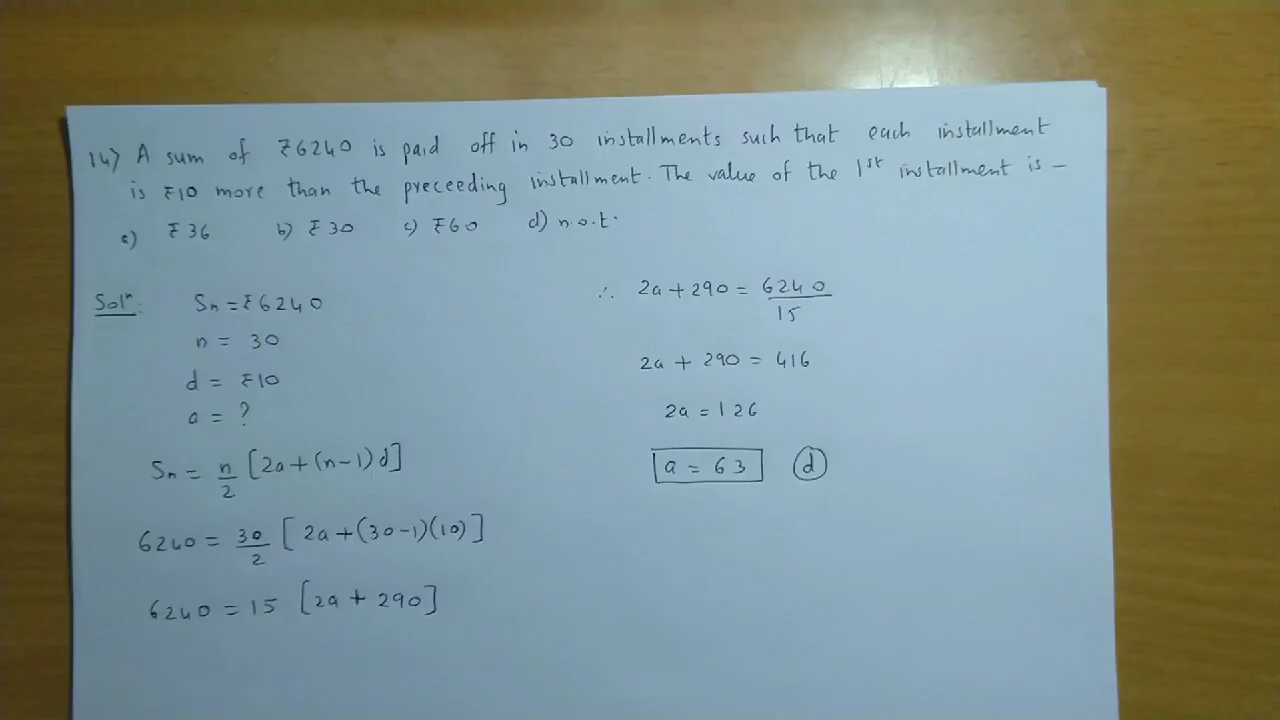 14) A sum of ₹6240 is paid off in 30 installments such that each installment
is ₹10 more than the preceeding installment. The value of the 1st installment is –
a) ₹36 b) ₹30 c) ₹60 d) n.o.t.
Solⁿ: Sn = ₹6240
n = 30
d = ₹10
a = ?
Sn = n/2 [2a+(n-1)d]
6240 = 30/2 [2a+(30-1)(10)]
6240 = 15 [2a + 290]
∴ 2a + 290 = 6240/15
2a + 290 = 416
2a = 126
a = 63 (d)